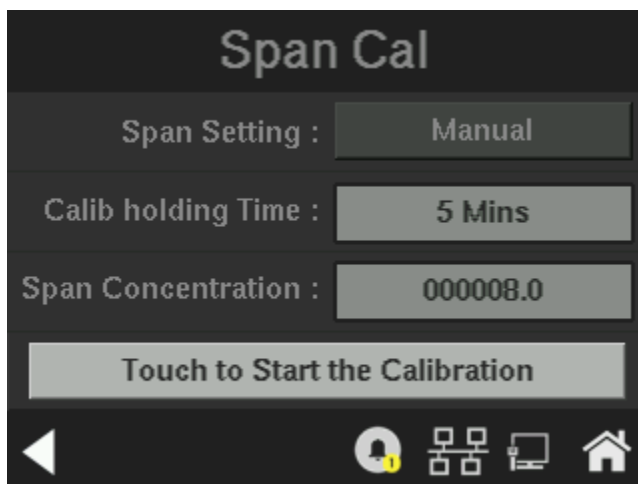 Span Cal
Span Setting : Manual
Calib holding Time : 5 Mins
Span Concentration : 000008.0
Touch to Start the Calibration
1